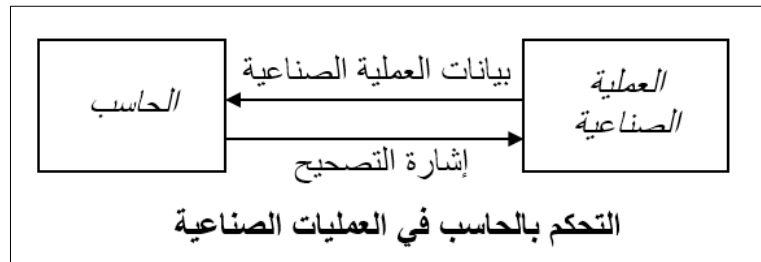 العملية
الصناعية
بيانات العملية الصناعية
الحاسب
إشارة التصحيح
التحكم بالحاسب في العمليات الصناعية